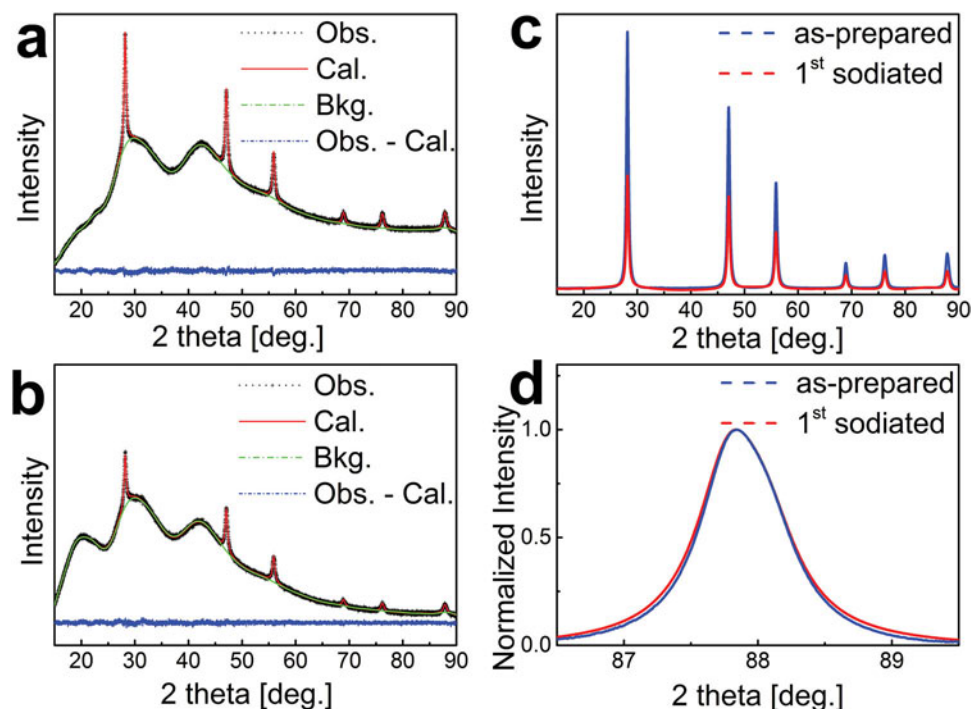 a
Obs.
Cal.
Bkg.
Obs. - Cal.
Intensity
20 30 40 50 60 70 80 90
2 theta [deg.]
c
as-prepared
1st sodiated
Intensity
20 30 40 50 60 70 80 90
2 theta [deg.]
b
Obs.
Cal.
Bkg.
Obs. - Cal.
Intensity
20 30 40 50 60 70 80 90
2 theta [deg.]
d
as-prepared
1st sodiated
Normalized Intensity
1.0
0.5
0.0
87 88 89
2 theta [deg.]